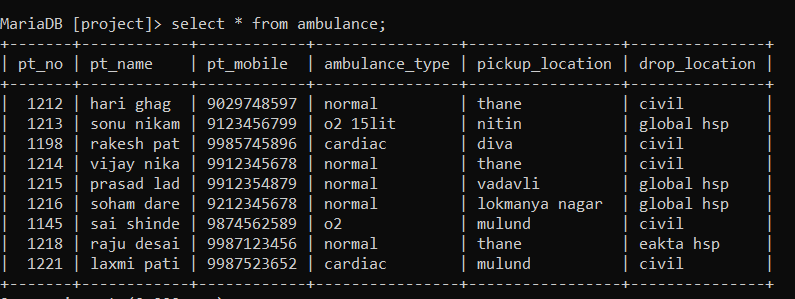 MariaDB [project]> select * from ambulance;
+-------+------------+------------+----------------+-----------------+---------------+
| pt_no | pt_name    | pt_mobile  | ambulance_type | pickup_location | drop_location |
+-------+------------+------------+----------------+-----------------+---------------+
|  1212 | hari ghag  | 9029748597 | normal         | thane           | civil         |
|  1213 | sonu nikam | 9123456799 | o2 15lit       | nitin           | global hsp    |
|  1198 | rakesh pat | 9985745896 | cardiac        | diva            | civil         |
|  1214 | vijay nika | 9912345678 | normal         | thane           | civil         |
|  1215 | prasad lad | 9912354879 | normal         | vadavli         | global hsp    |
|  1216 | soham dare | 9212345678 | normal         | lokmanya nagar  | global hsp    |
|  1145 | sai shinde | 9874562589 | o2             | mulund          | civil         |
|  1218 | raju desai | 9987123456 | normal         | thane           | eakta hsp     |
|  1221 | laxmi pati | 9987523652 | cardiac        | mulund          | civil         |
+-------+------------+------------+----------------+-----------------+---------------+